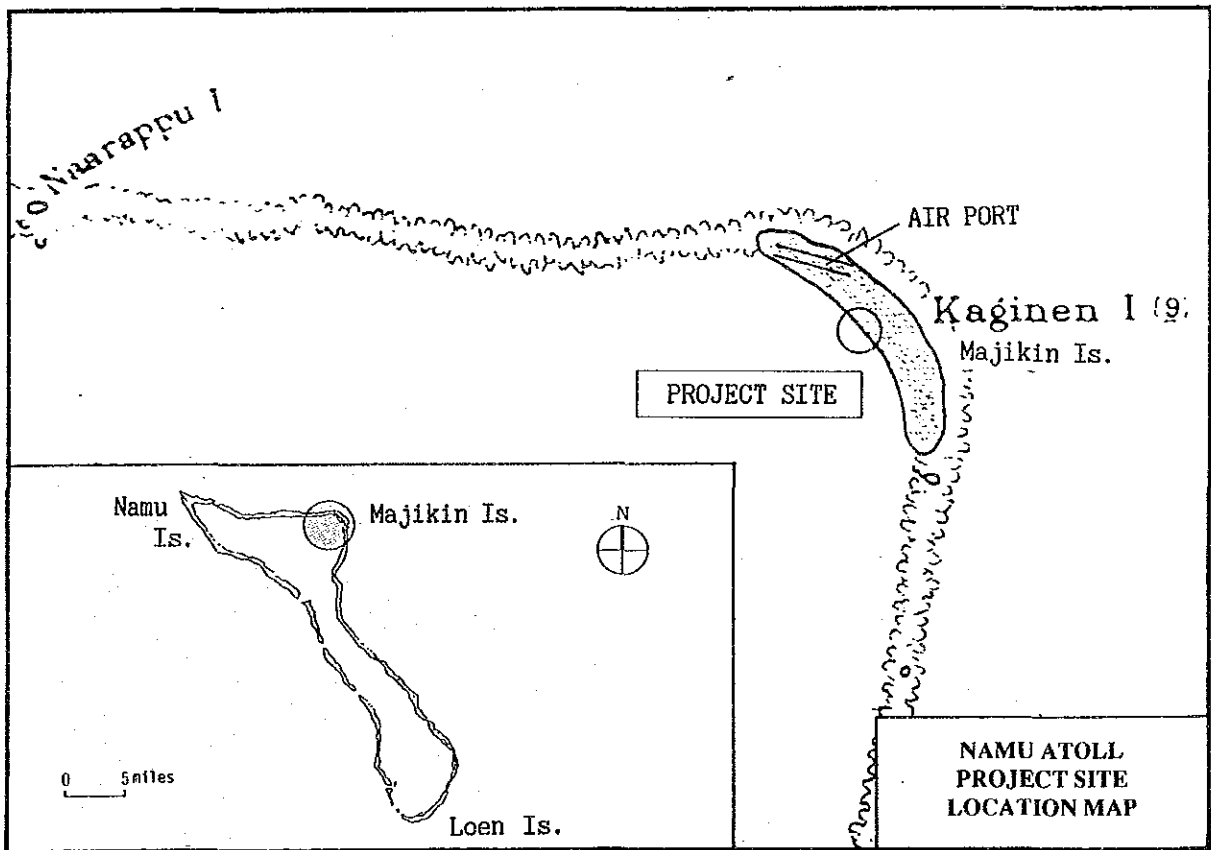 Naarappu I
AIR PORT
Kaginen I (9)
Majikin Is.
PROJECT SITE
Namu
Is.
Majikin Is.
N
0 5miles
Loen Is.
NAMU ATOLL
PROJECT SITE
LOCATION MAP